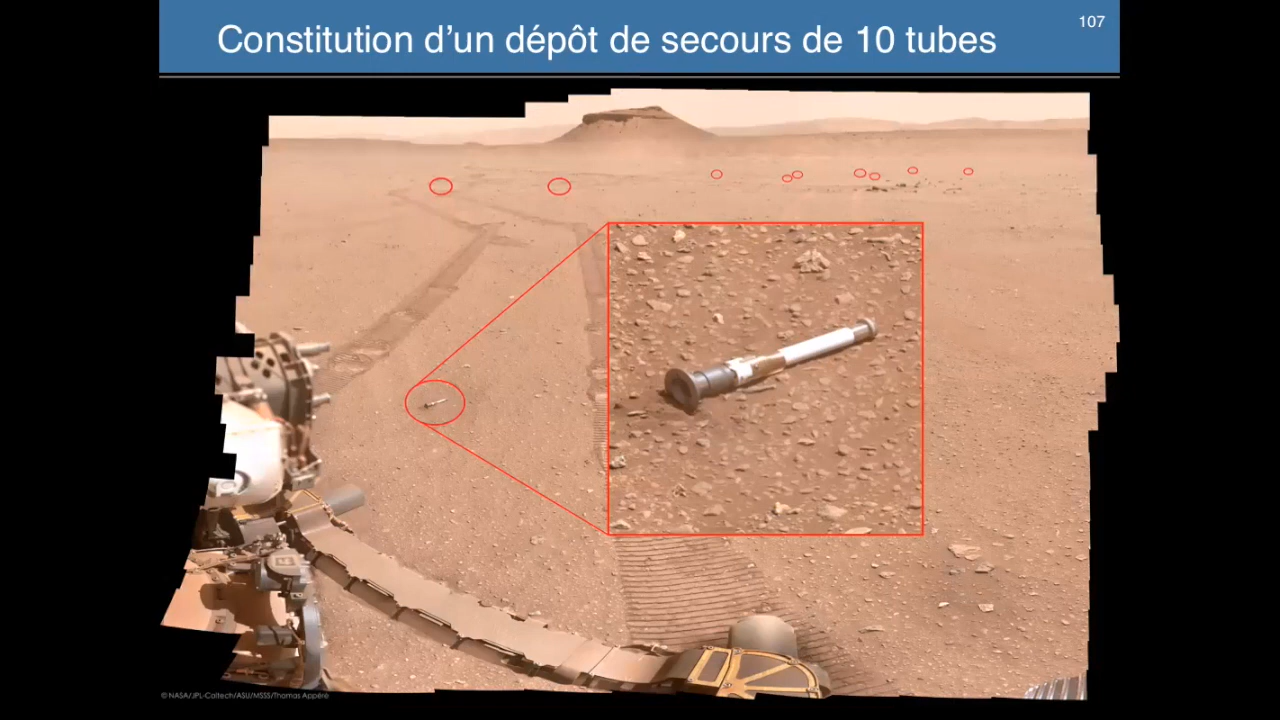 Constitution d'un dépôt de secours de 10 tubes
107
© NASA/JPL-Caltech/ASU/MSSS/Thomas Appéré